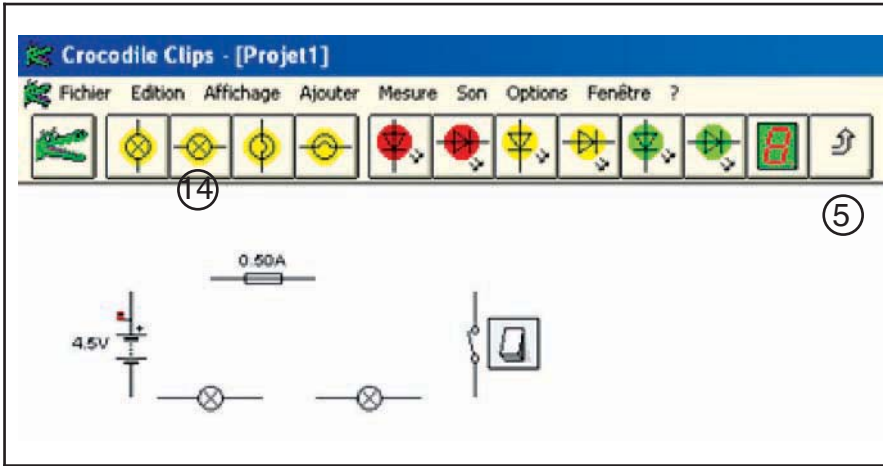 Crocodile Clips - [Projet1]
Fichier Edition Affichage Ajouter Mesure Son Options Fenêtre ?
14
5
0.50A
4.5V
+